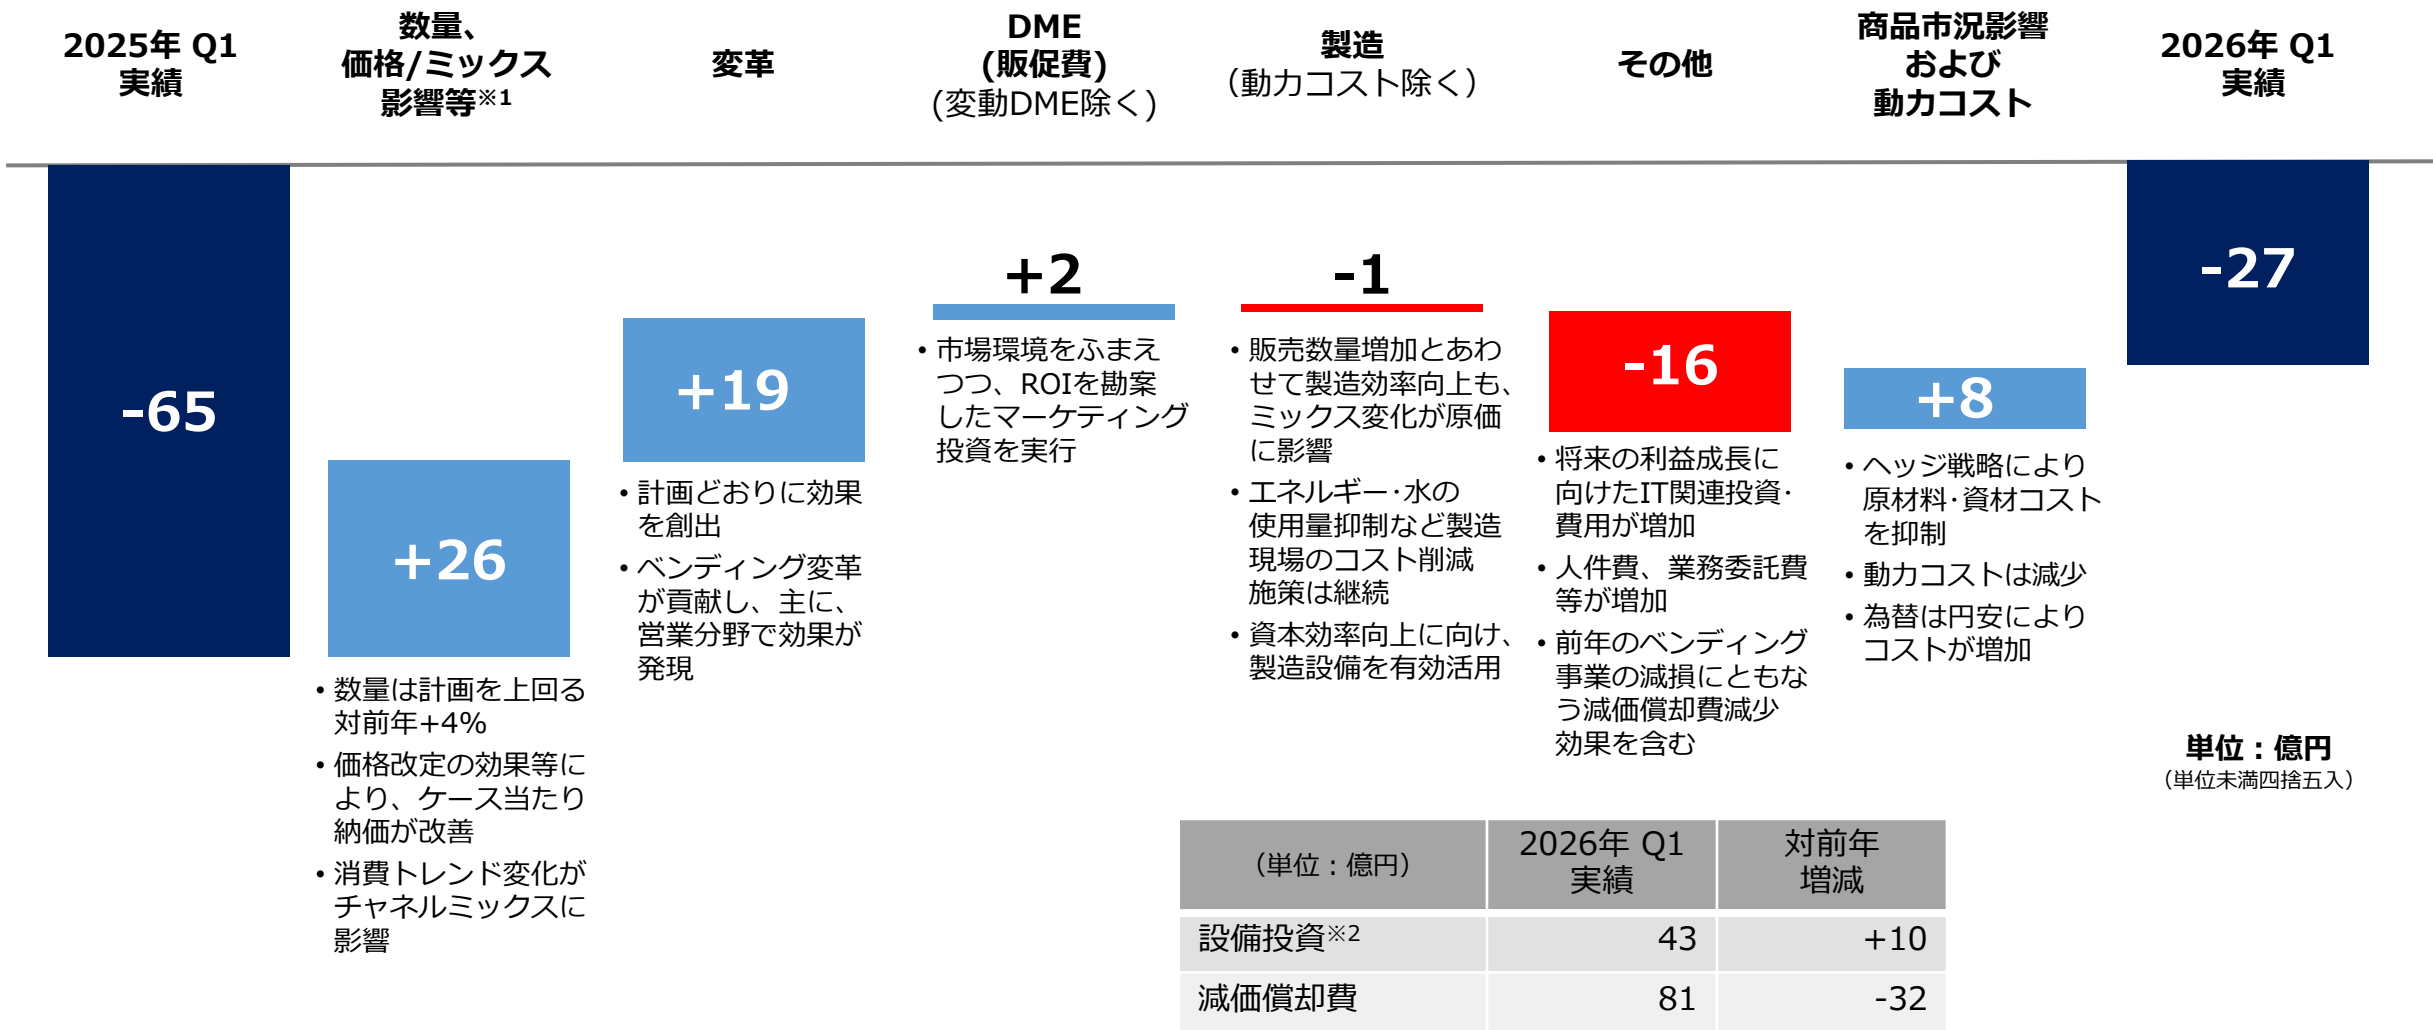 2025年 Q1
実績
数量、
価格/ミックス
影響等※1
変革
DME
(販促費)
(変動DME除く)
製造
（動力コスト除く）
その他
商品市況影響
および
動力コスト
2026年 Q1
実績
-65
+26
・数量は計画を上回る
対前年+4%
・価格改定の効果等に
より、ケース当たり
納価が改善
・消費トレンド変化が
チャネルミックスに
影響
+19
・計画どおりに効果
を創出
・ベンディング変革
が貢献し、主に、
営業分野で効果が
発現
+2
・市場環境をふまえ
つつ、ROIを勘案
したマーケティング
投資を実行
-1
・販売数量増加とあわ
せて製造効率向上も、
ミックス変化が原価
に影響
・エネルギー・水の
使用量抑制など製造
現場のコスト削減
施策は継続
・資本効率向上に向け、
製造設備を有効活用
-16
・将来の利益成長に
向けたIT関連投資・
費用が増加
・人件費、業務委託費
等が増加
・前年のベンディング
事業の減損にともな
う減価償却費減少
効果を含む
+8
・ヘッジ戦略により
原材料・資材コスト
を抑制
・動力コストは減少
・為替は円安により
コストが増加
-27
単位：億円
（単位未満四捨五入）
（単位：億円） 2026年 Q1 対前年
実績 増減
設備投資※2 43 +10
減価償却費 81 -32